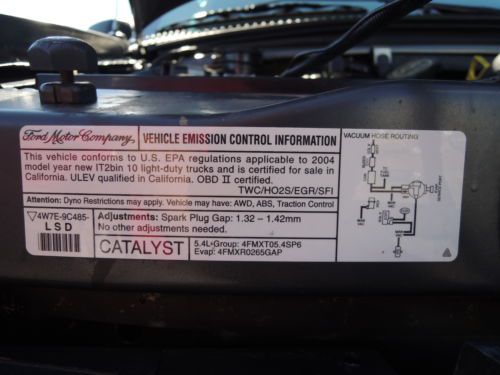 Ford Motor Company, VEHICLE EMISSION CONTROL INFORMATION
This vehicle conforms to U.S. EPA regulations applicable to 2004
model year new IT2bin 10 light-duty trucks and is certified for sale in
California. ULEV qualified in California. OBD II certified.
TWC/HO2S/EGR/SFI
Attention: Dyno Restrictions may apply. Vehicle may have: AWD, ABS, Traction Control
4W7E-9C485-
LSD
Adjustments: Spark Plug Gap: 1.32 – 1.42mm
No other adjustments needed.
CATALYST
5.4L-Group: 4FMXT05.4SP6
Evap: 4FMXR0265GAP
VACUUM HOSE ROUTING